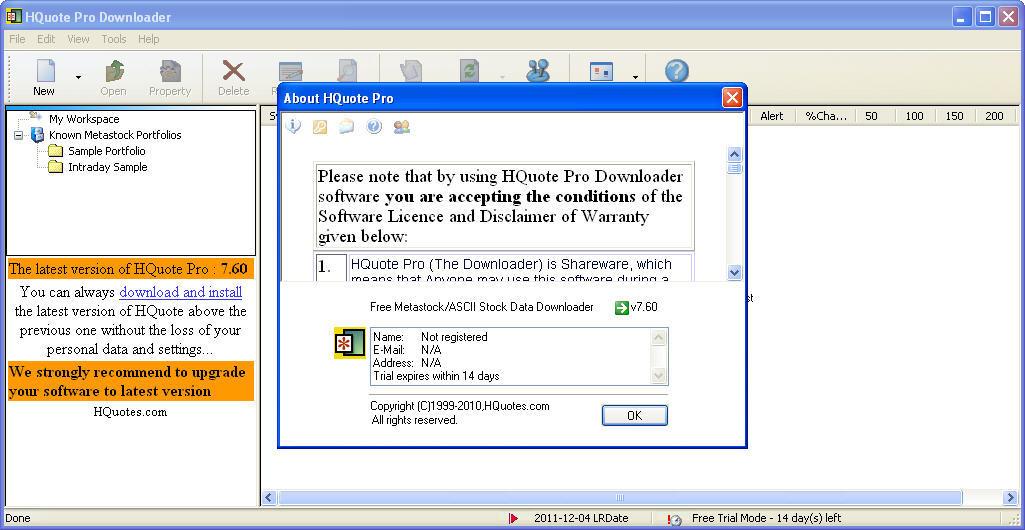 HQuote Pro Downloader
File Edit View Tools Help
New Open Property Delete
About HQuote Pro
Alert %Cha... 50 100 150 200
My Workspace
Known Metastock Portfolios
Sample Portfolio
Intraday Sample
The latest version of HQuote Pro : 7.60
You can always download and install
the latest version of HQuote above the
previous one without the loss of your
personal data and settings...
We strongly recommend to upgrade
your software to latest version
HQuotes.com
Please note that by using HQuote Pro Downloader
software you are accepting the conditions of the
Software Licence and Disclaimer of Warranty
given below:
1. HQuote Pro (The Downloader) is Shareware, which
means that Anyone may use this software during a
Free Metastock/ASCII Stock Data Downloader v7.60
Name: Not registered
E-Mail: N/A
Address: N/A
Trial expires within 14 days
Copyright (C)1999-2010,HQuotes.com
All rights reserved.
OK
Done 2011-12-04 LRDate Free Trial Mode - 14 day(s) left